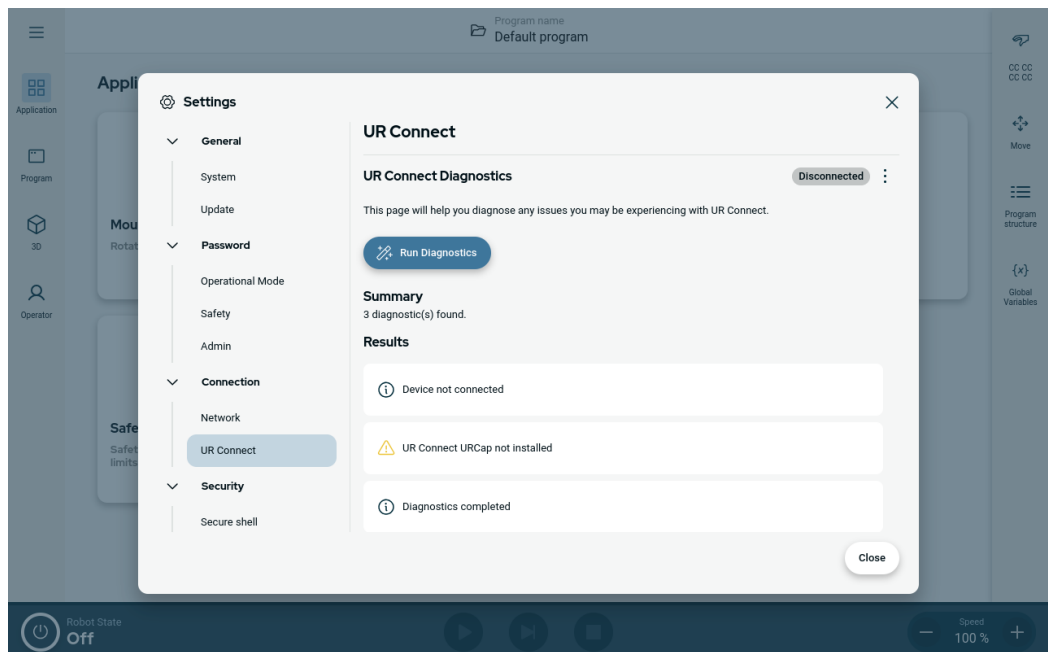 Program name
Default program
Application
Program
3D
Operator
Appli
Mou
Rotat
Safe
Safet
limits
Settings
General
System
Update
Password
Operational Mode
Safety
Admin
Connection
Network
UR Connect
Security
Secure shell
UR Connect
UR Connect Diagnostics
Disconnected
This page will help you diagnose any issues you may be experiencing with UR Connect.
Run Diagnostics
Summary
3 diagnostic(s) found.
Results
Device not connected
UR Connect URCap not installed
Diagnostics completed
Close
CC CC
CC CC
Move
Program
structure
{x}
Global
Variables
Robot State
Off
Speed
100 %